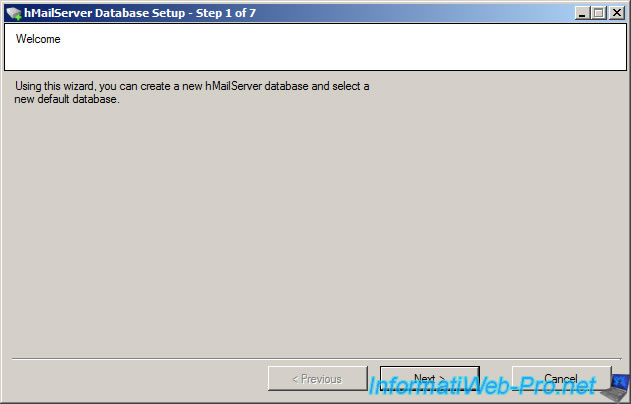 hMailServer Database Setup - Step 1 of 7
Welcome
Using this wizard, you can create a new hMailServer database and select a
new default database.
< Previous
Next >
Cancel
InformatiWeb-Pro.net